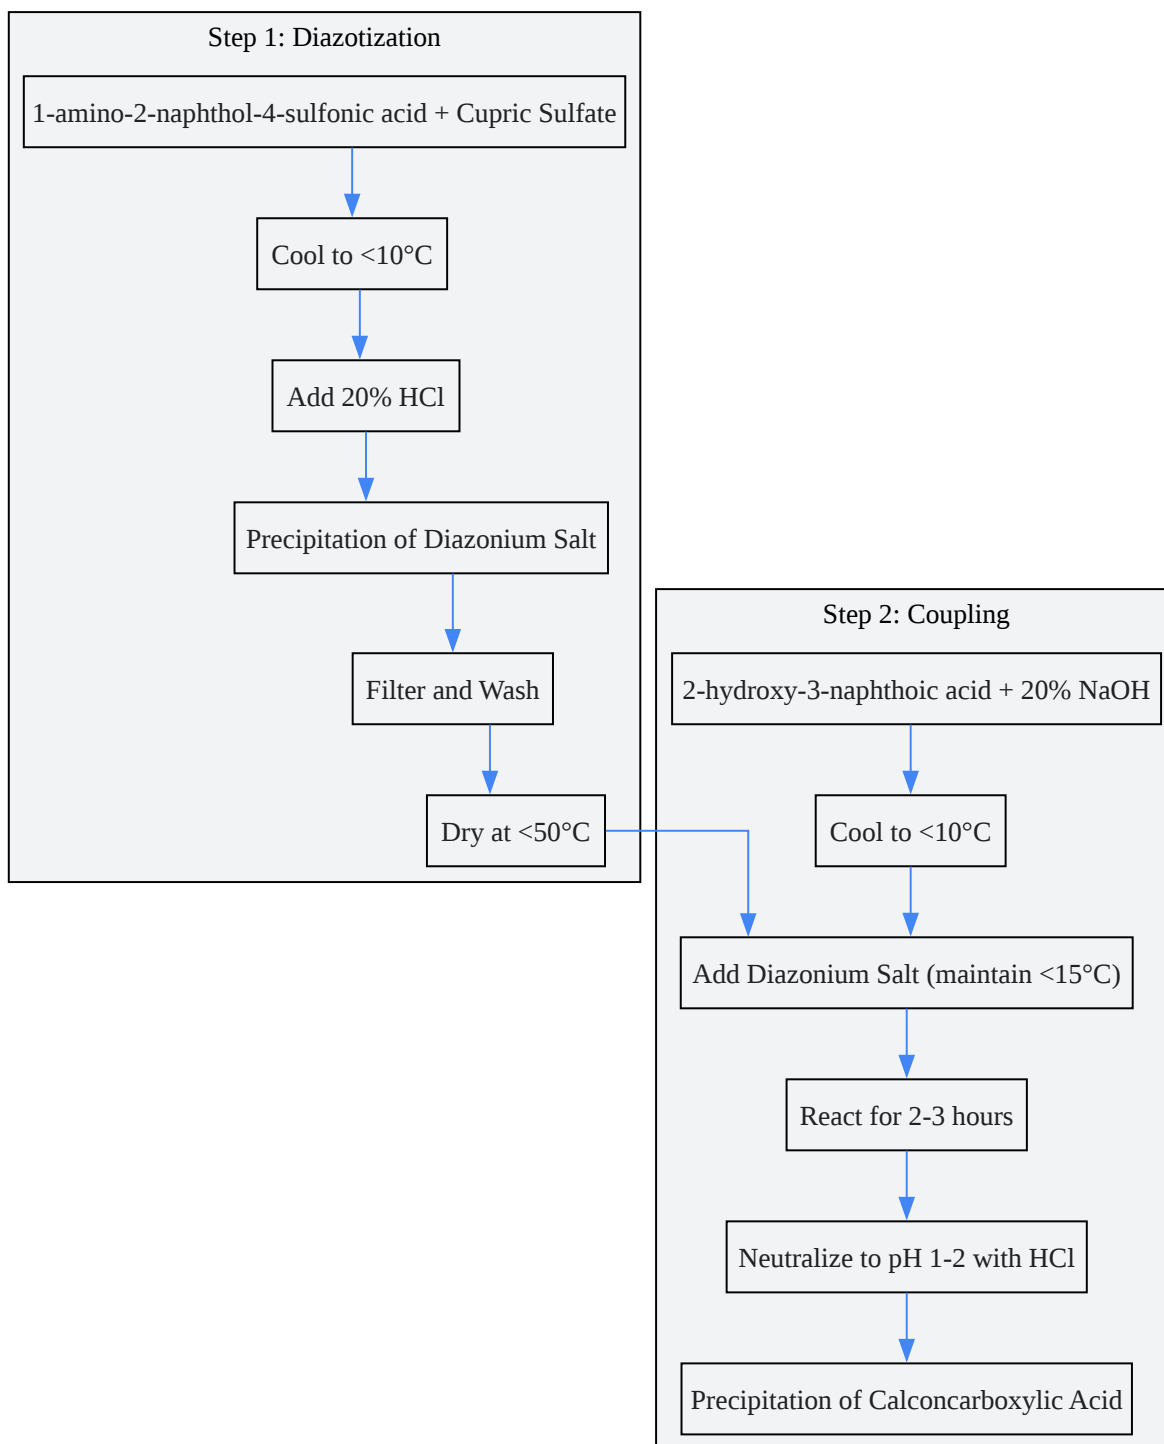 Step 1: Diazotization
1-amino-2-naphthol-4-sulfonic acid + Cupric Sulfate
Cool to <10°C
Add 20% HCl
Precipitation of Diazonium Salt
Filter and Wash
Dry at <50°C
Step 2: Coupling
2-hydroxy-3-naphthoic acid + 20% NaOH
Cool to <10°C
Add Diazonium Salt (maintain <15°C)
React for 2-3 hours
Neutralize to pH 1-2 with HCl
Precipitation of Calconcarboxylic Acid